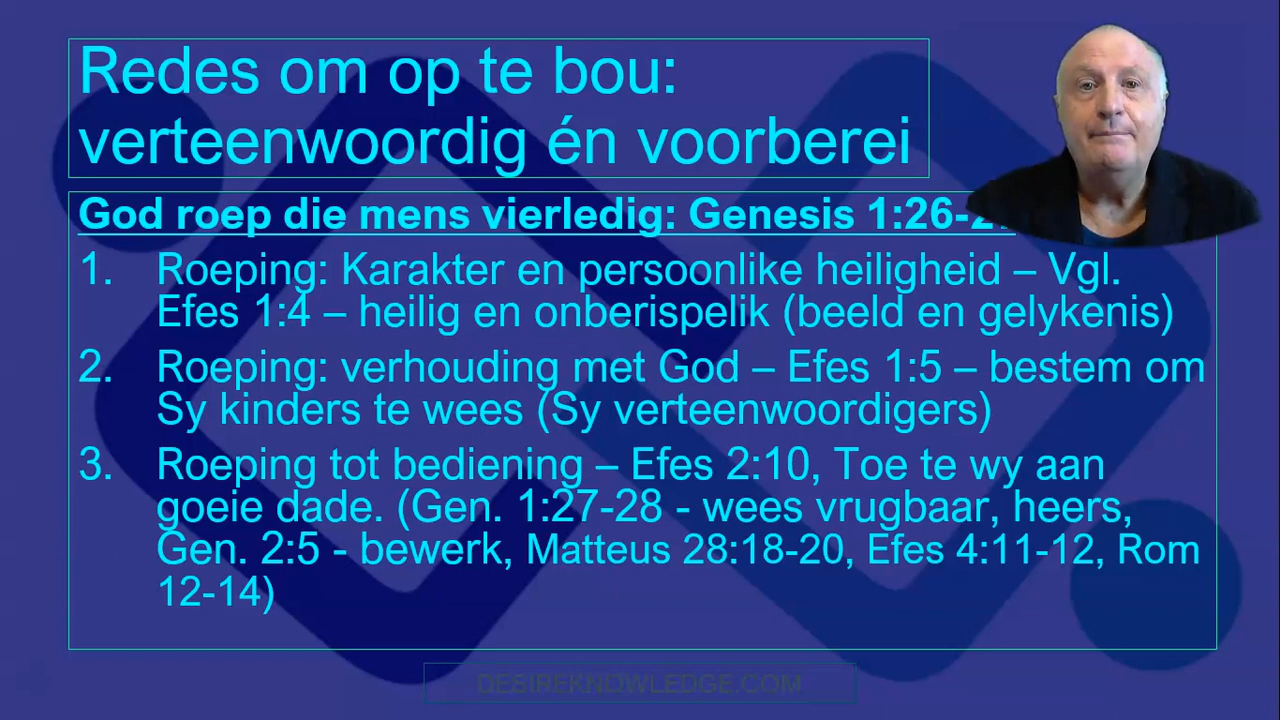 Redes om op te bou:
verteenwoordig én voorberei
God roep die mens vierledig: Genesis
1. Roeping: Karakter en persoonlike heiligheid – Vgl.
Efes 1:4 – heilig en onberispelik (beeld en gelykenis)
2. Roeping: verhouding met God – Efes 1:5 – bestem om
Sy kinders te wees (Sy verteenwoordigers)
3. Roeping tot bediening – Efes 2:10, Toe te wy aan
goeie dade. (Gen. 1:27-28 - wees vrugbaar, heers,
Gen. 2:5 - bewerk, Matteus 28:18-20, Efes 4:11-12, Rom
12-14)
DESIREKNOWLEDGE.COM